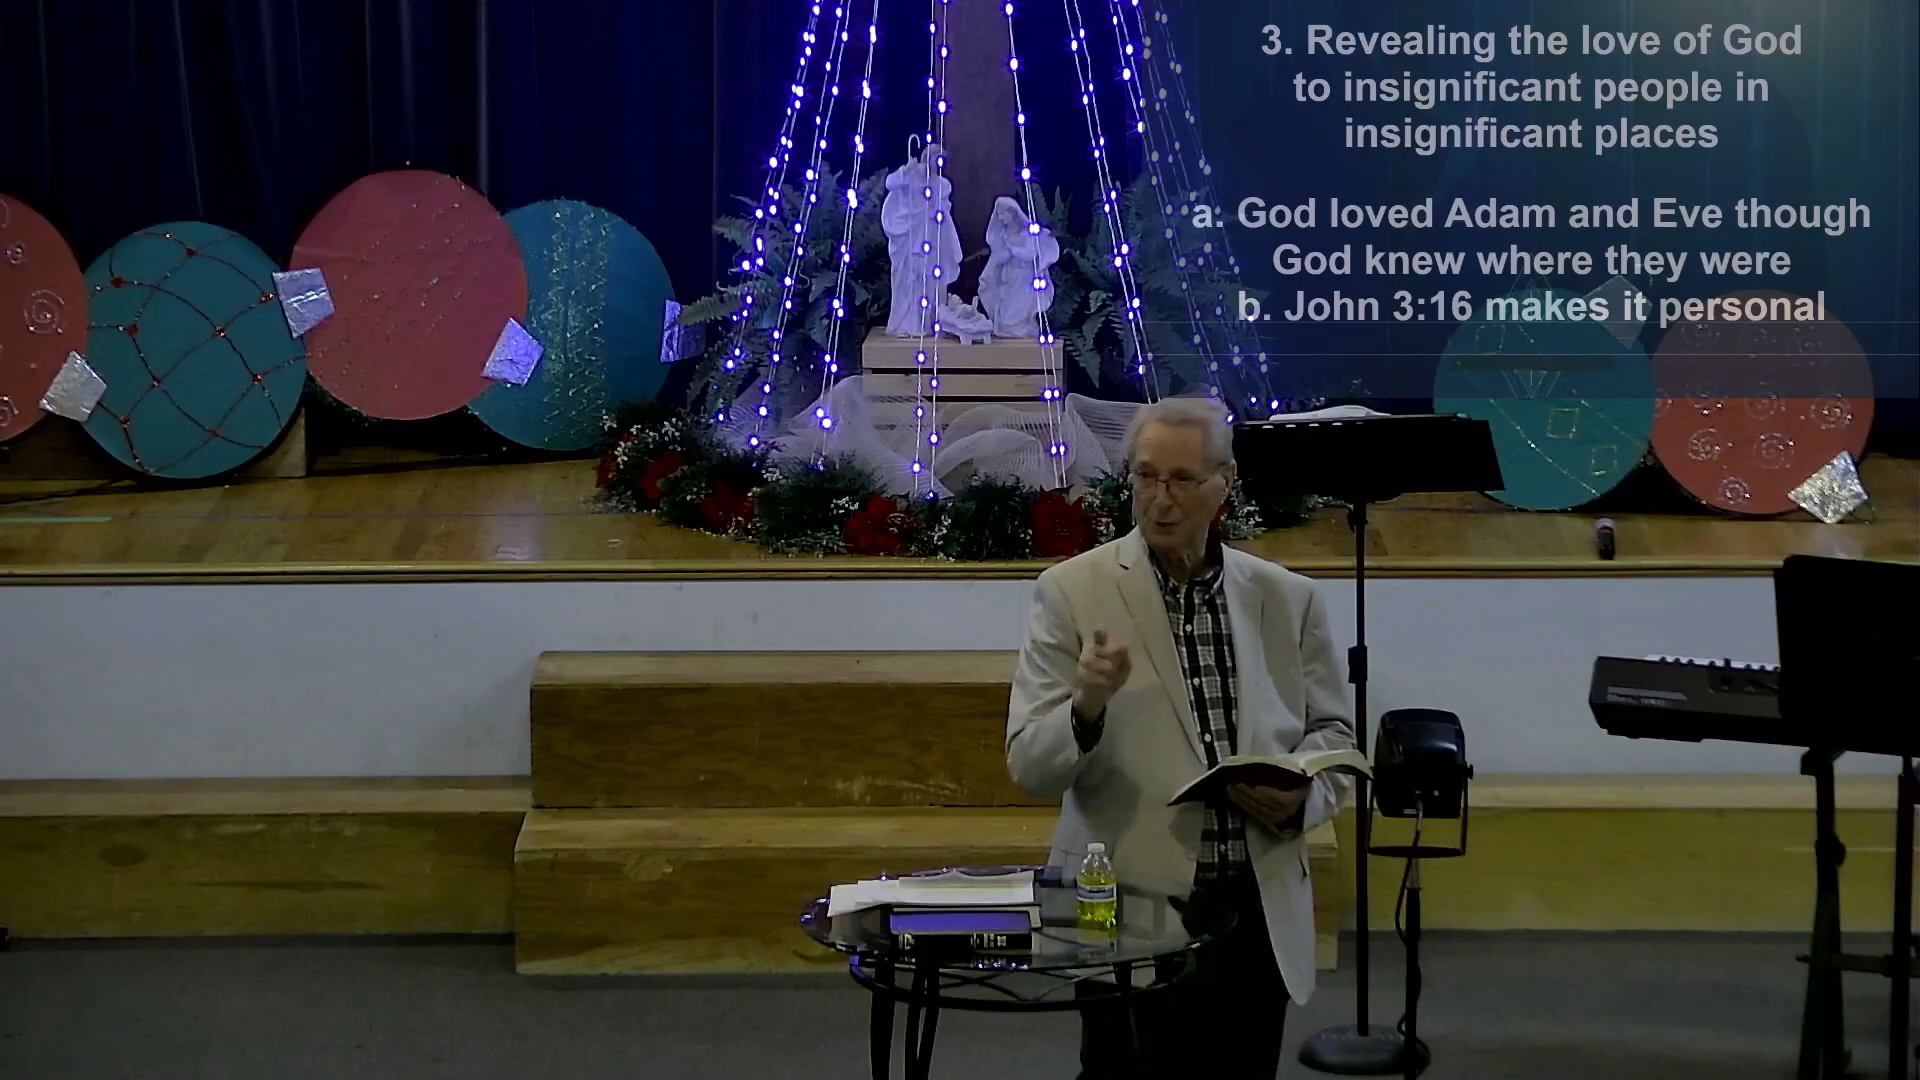 3. Revealing the love of God
to insignificant people in
insignificant places
a. God loved Adam and Eve though
God knew where they were
b. John 3:16 makes it personal